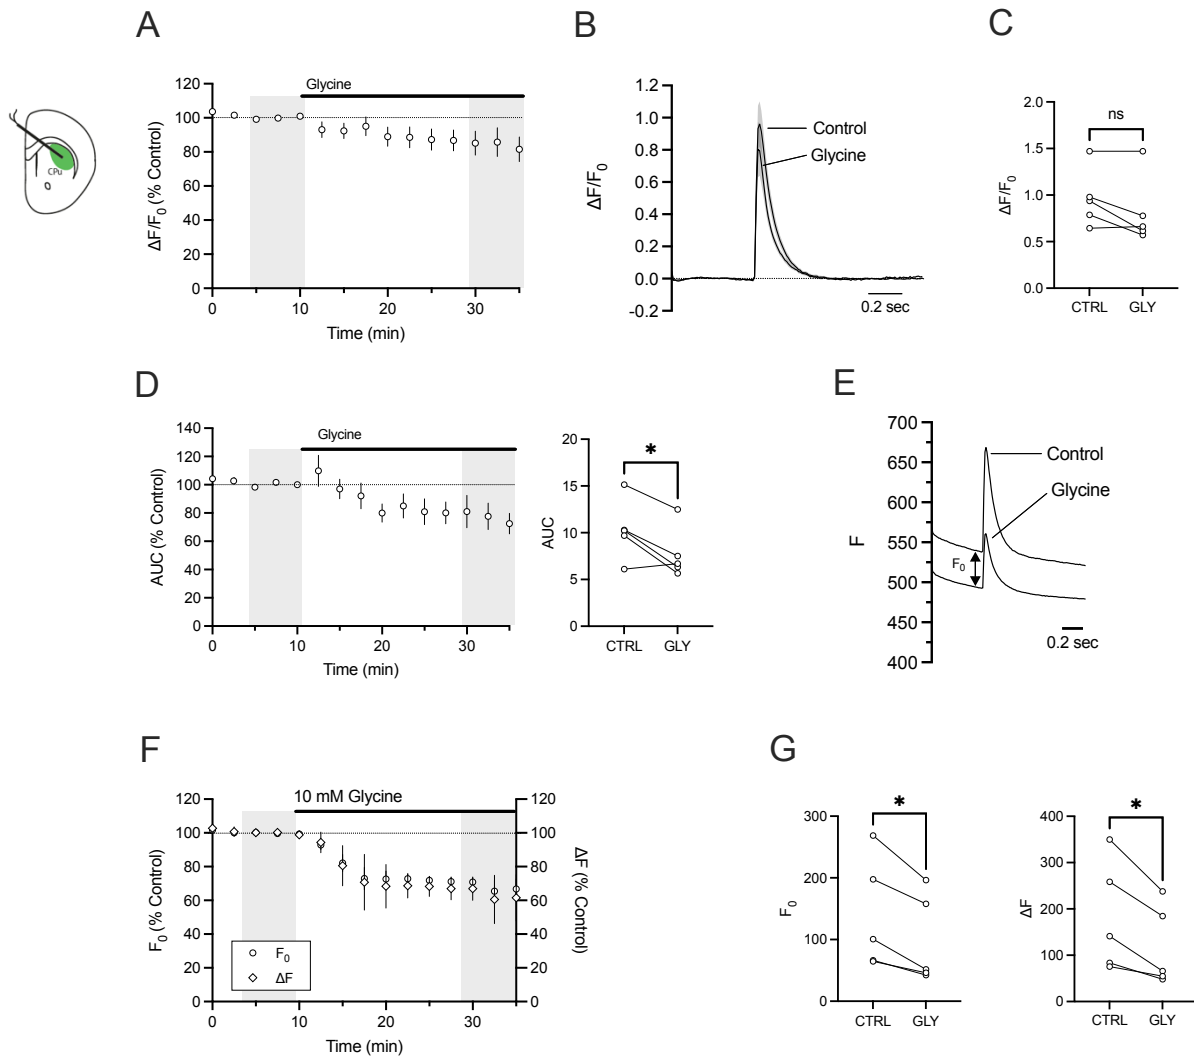 A
B
C
CPu
Glycine
ΔF/F0 (% Control)
120
100
80
60
40
20
0
0
10
20
30
Time (min)
ΔF/F0
1.2
1.0
0.8
0.6
0.4
0.2
0.0
-0.2
Control
Glycine
0.2 sec
ΔF/F0
2.0
1.5
1.0
0.5
0.0
ns
CTRL
GLY
D
E
Glycine
AUC (% Control)
140
120
100
80
60
40
20
0
0
10
20
30
Time (min)
AUC
20
15
10
5
0
*
CTRL
GLY
F
700
650
600
550
500
450
400
Control
Glycine
F0
0.2 sec
F
G
10 mM Glycine
F0 (% Control)
120
100
80
60
40
20
0
F0
ΔF
0
10
20
30
Time (min)
120
100
80
60
40
20
0
ΔF (% Control)
F0
300
200
100
0
*
CTRL
GLY
ΔF
400
300
200
100
0
*
CTRL
GLY